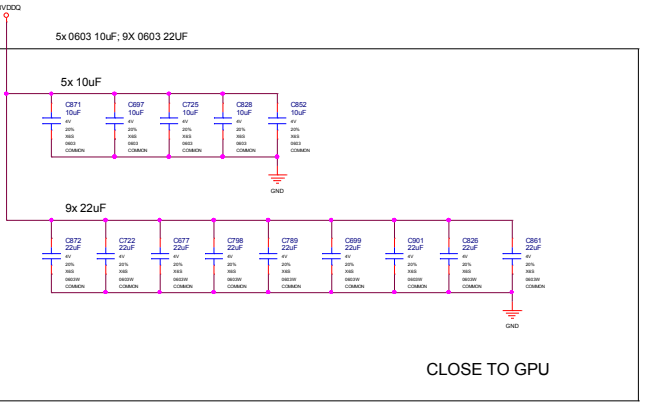 VDDQ
5x 0603 10uF; 9X 0603 22UF
5x 10uF
C871 C697 C725 C828 C852
10uF 10uF 10uF 10uF 10uF
4V 4V 4V 4V 4V
20% 20% 20% 20% 20%
X6S X6S X6S X6S X6S
0603 0603 0603 0603 0603
COMMON COMMON COMMON COMMON COMMON
GND
9x 22uF
C872 C722 C677 C798 C789 C699 C901 C826 C861
22uF 22uF 22uF 22uF 22uF 22uF 22uF 22uF 22uF
4V 4V 4V 4V 4V 4V 4V 4V 4V
20% 20% 20% 20% 20% 20% 20% 20% 20%
X6S X6S X6S X6S X6S X6S X6S X6S X6S
0603W 0603W 0603W 0603W 0603W 0603W 0603W 0603W 0603W
COMMON COMMON COMMON COMMON COMMON COMMON COMMON COMMON COMMON
GND
CLOSE TO GPU